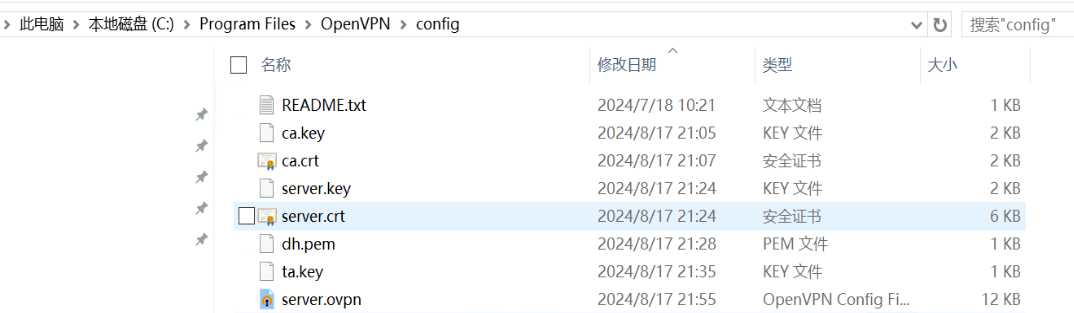 此电脑 > 本地磁盘 (C:) > Program Files > OpenVPN > config 搜索"config"
名称 修改日期 类型 大小
README.txt 2024/7/18 10:21 文本文档 1 KB
ca.key 2024/8/17 21:05 KEY 文件 2 KB
ca.crt 2024/8/17 21:07 安全证书 2 KB
server.key 2024/8/17 21:24 KEY 文件 2 KB
server.crt 2024/8/17 21:24 安全证书 6 KB
dh.pem 2024/8/17 21:28 PEM 文件 1 KB
ta.key 2024/8/17 21:35 KEY 文件 1 KB
server.ovpn 2024/8/17 21:55 OpenVPN Config Fi... 12 KB